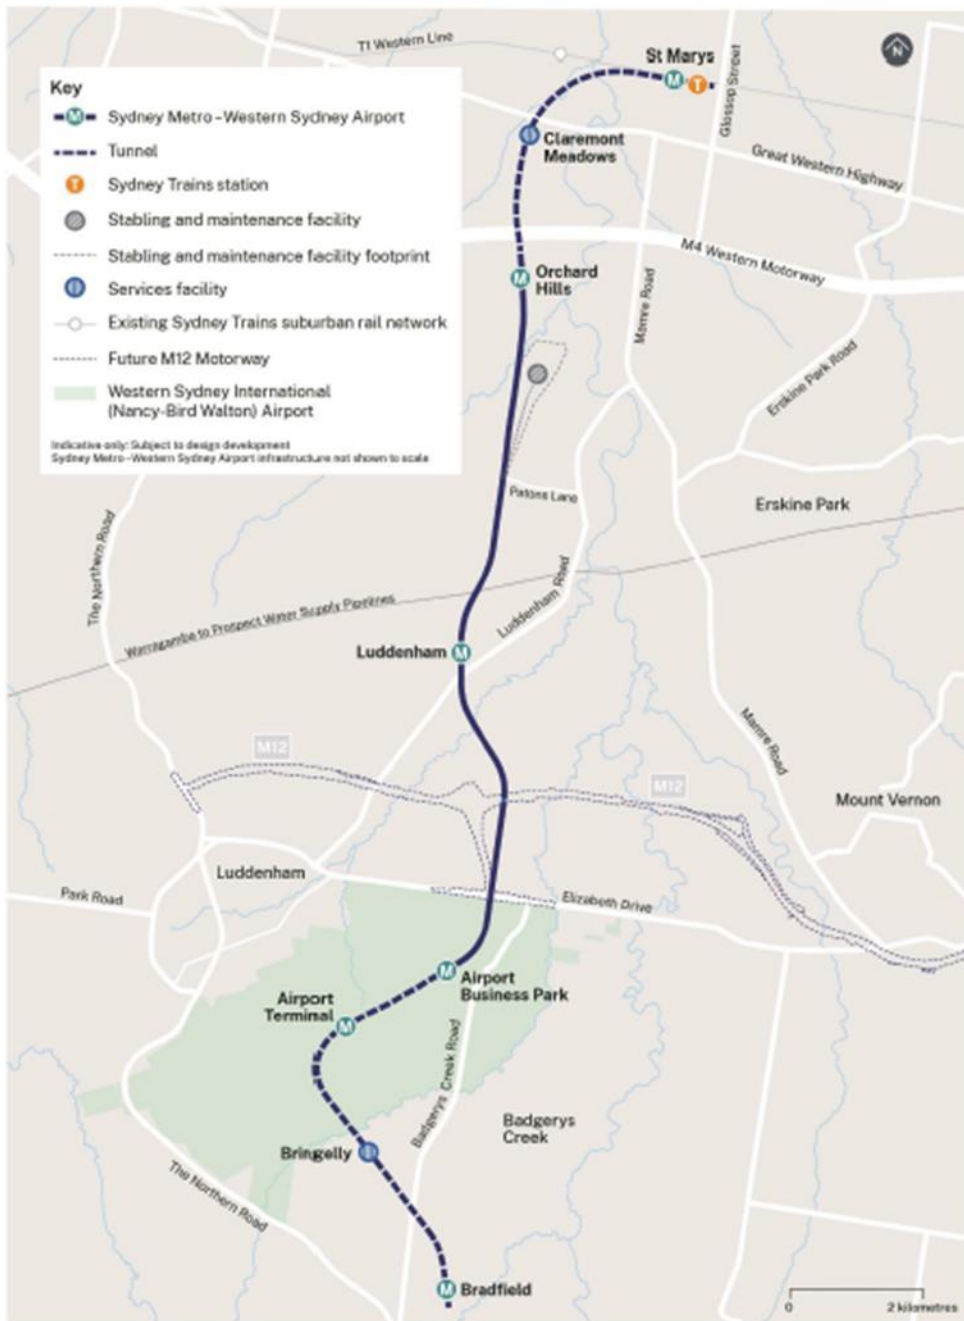 T1 Western Line
St Marys
M
T
N
Glossop Street
Key
M
Sydney Metro – Western Sydney Airport
Tunnel
T
Sydney Trains station
Stabling and maintenance facility
Stabling and maintenance facility footprint
Services facility
Existing Sydney Trains suburban rail network
Future M12 Motorway
Western Sydney International
(Nancy-Bird Walton) Airport
Indicative only: Subject to design development
Sydney Metro – Western Sydney Airport infrastructure not shown to scale
Claremont
Meadows
Great Western Highway
M4 Western Motorway
M
Orchard
Hills
Mamre Road
Erskine Park Road
Patons Lane
Erskine Park
The Northern Road
Luddenham Road
Warragamba to Prospect Water Supply Pipelines
Luddenham
M
M12
Mamre Road
M12
Mount Vernon
Luddenham
Park Road
Elizabeth Drive
M
Airport
Business Park
Airport
Terminal
M
Badgerys Creek Road
Badgerys
Creek
Bringelly
The Northern Road
M
Bradfield
0
2 kilometres